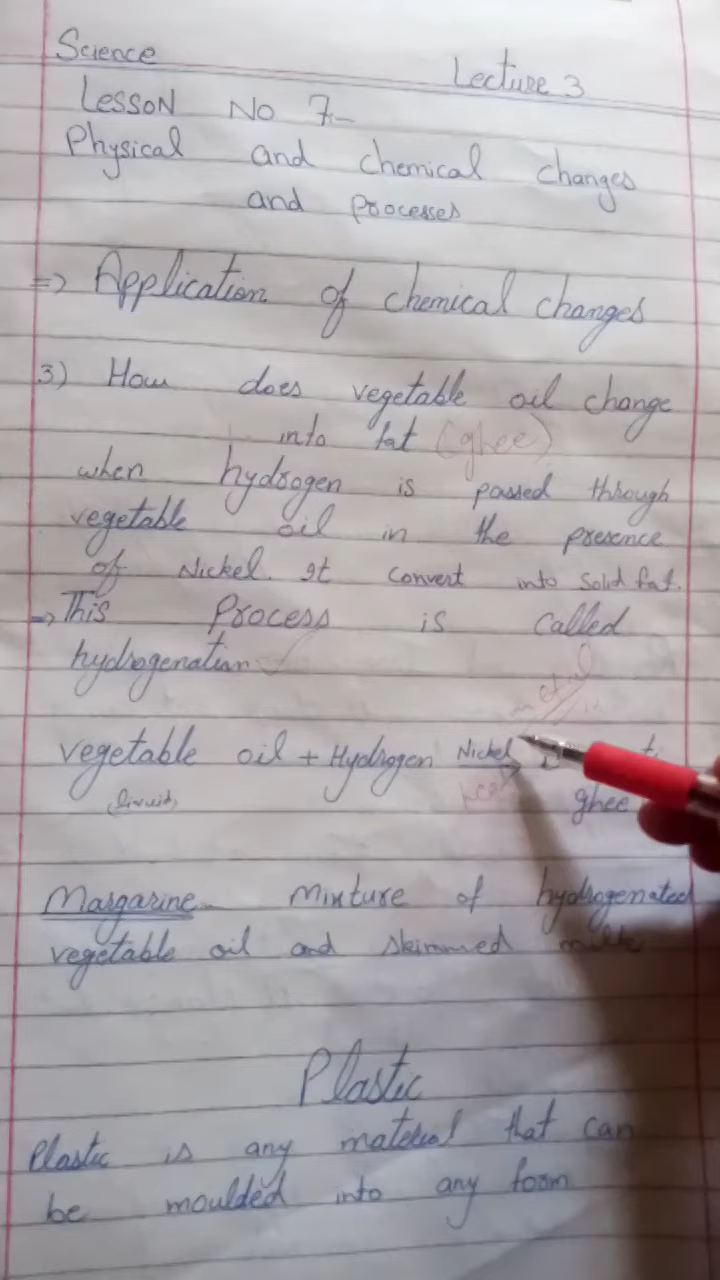 Science
Lecture 3
Lesson No 7-
Physical and chemical changes
and processes
=> Application of chemical changes
3) How does vegetable oil change
into fat (ghee)
when hydrogen is passed through
vegetable oil in the presence
of Nickel. It convert into solid fat.
=> This Process is called
hydrogenation
metal
vegetable oil + Hydrogen Nickel →
ghee
Margarine- Mixture of hydrogenated
vegetable oil and skimmed milk
Plastic
Plastic is any material that can
be moulded into any form